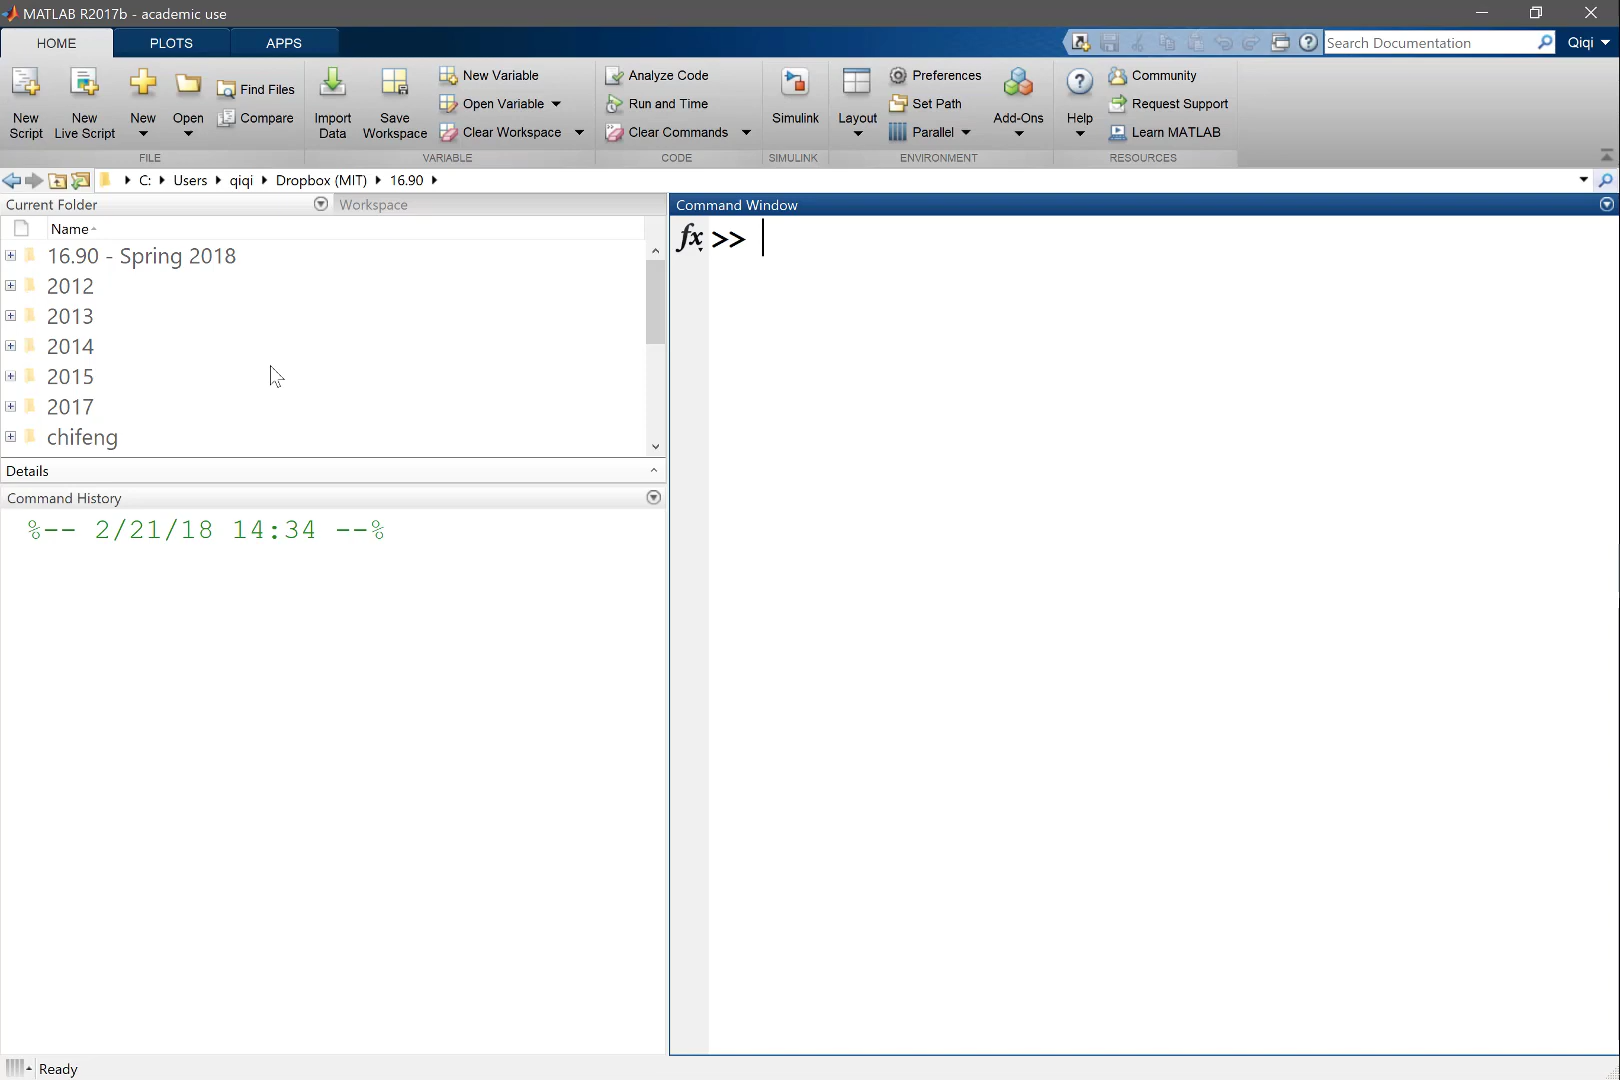 MATLAB R2017b - academic use
HOME PLOTS APPS
Search Documentation
Qiqi
New Script
New Live Script
New
Open
Find Files
Compare
FILE
Import Data
Save Workspace
New Variable
Open Variable
Clear Workspace
VARIABLE
Analyze Code
Run and Time
Clear Commands
CODE
Simulink
SIMULINK
Layout
Preferences
Set Path
Parallel
Add-Ons
ENVIRONMENT
Help
Community
Request Support
Learn MATLAB
RESOURCES
C: Users qiqi Dropbox (MIT) 16.90
Current Folder
Workspace
Name
16.90 - Spring 2018
2012
2013
2014
2015
2017
chifeng
Details
Command History
%-- 2/21/18 14:34 --%
Command Window
fx >>
Ready